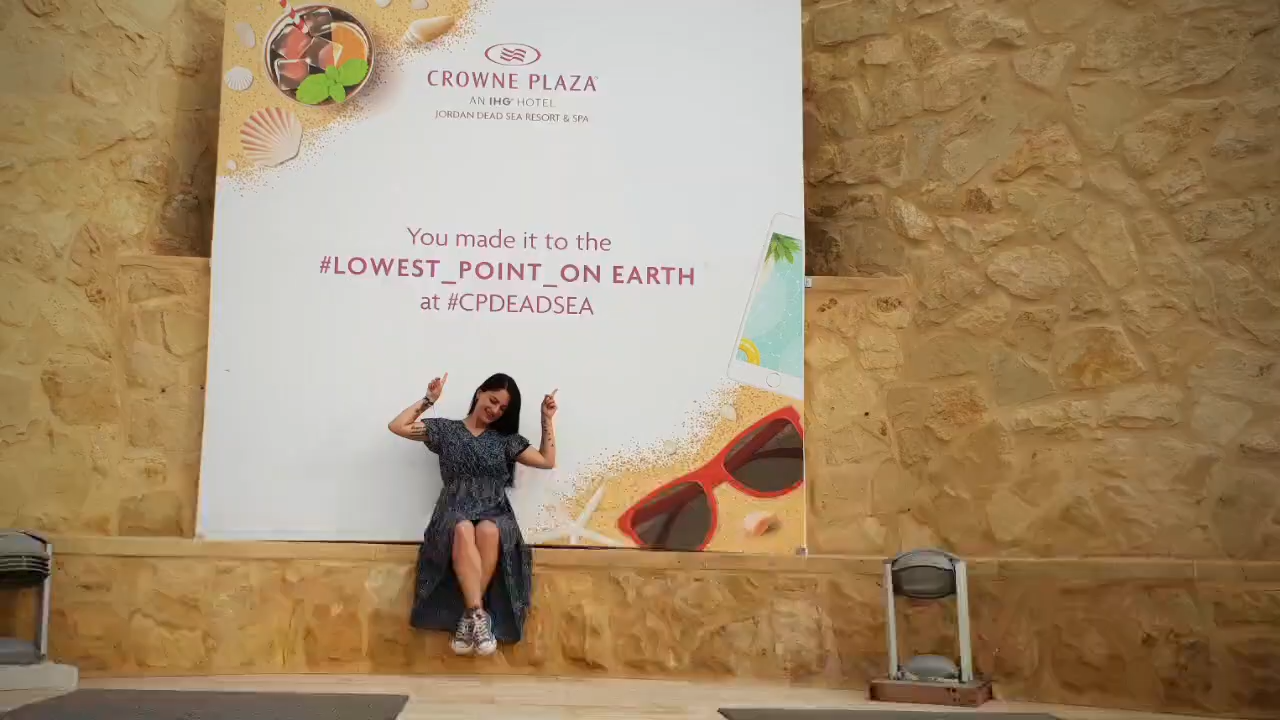 CROWNE PLAZA
AN IHG® HOTEL
JORDAN DEAD SEA RESORT & SPA
You made it to the
#LOWEST_POINT_ON EARTH
at #CPDEADSEA